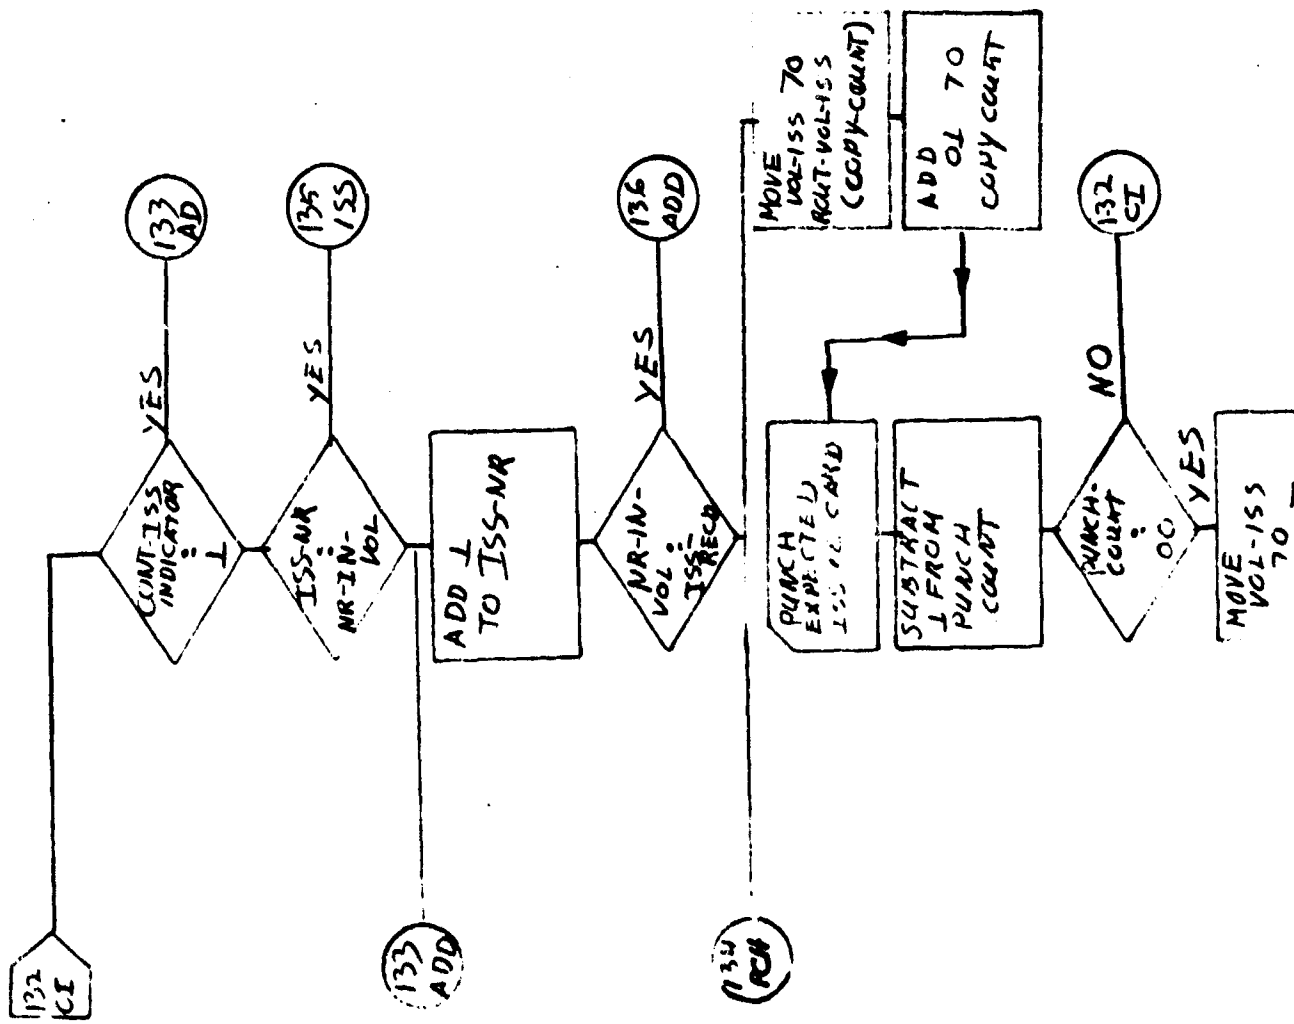 132
CI
CONT-ISS
INDICATOR
=
1
YES
133
AD
ISS-NR
=
NR-IN-
VOL
YES
135
ISS
133
ADD
ADD 1
TO ISS-NR
NR-IN-
VOL
=
ISS-
RECD
YES
136
ADD
134
PCH
MOVE
VOL-ISS TO
ROUT-VOL-ISS
(COPY-COUNT)
ADD
01 TO
COPY COUNT
PUNCH
EXPECTED
ISSUE CARD
SUBTRACT
1 FROM
PUNCH
COUNT
PUNCH-
COUNT
=
00
NO
132
CI
YES
MOVE
VOL-ISS
TO